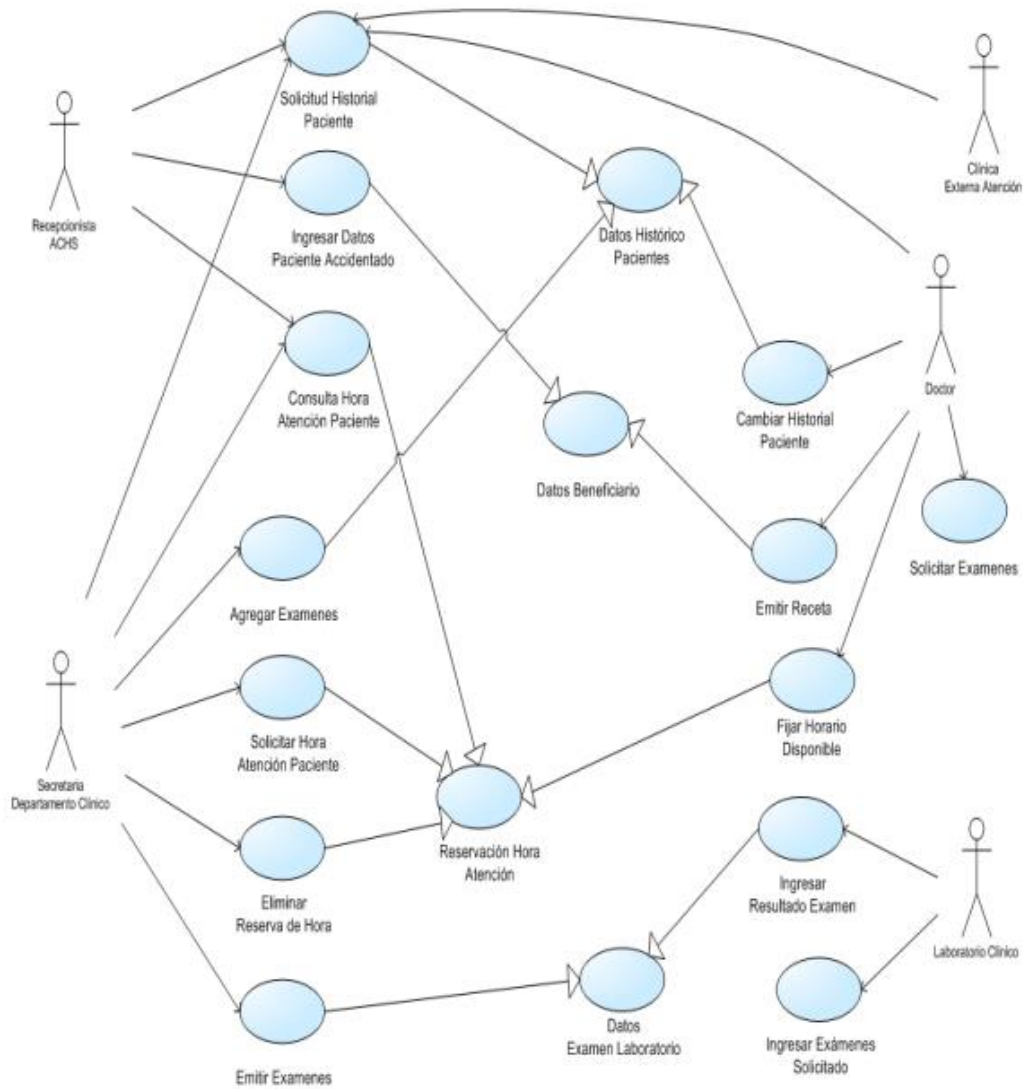 Solicitud Historial
Paciente
Clínica
Externa Atención
Recepcionista
ACHS
Ingresar Datos
Paciente Accidentado
Datos Histórico
Pacientes
Consulta Hora
Atención Paciente
Cambiar Historial
Paciente
Doctor
Datos Beneficiario
Solicitar Examenes
Agregar Examenes
Emitir Receta
Solicitar Hora
Atención Paciente
Fijar Horario
Disponible
Secretaria
Departamento Clínico
Reservación Hora
Atención
Eliminar
Reserva de Hora
Ingresar
Resultado Examen
Laboratorio Clínico
Datos
Examen Laboratorio
Ingresar Exámenes
Solicitado
Emitir Examenes